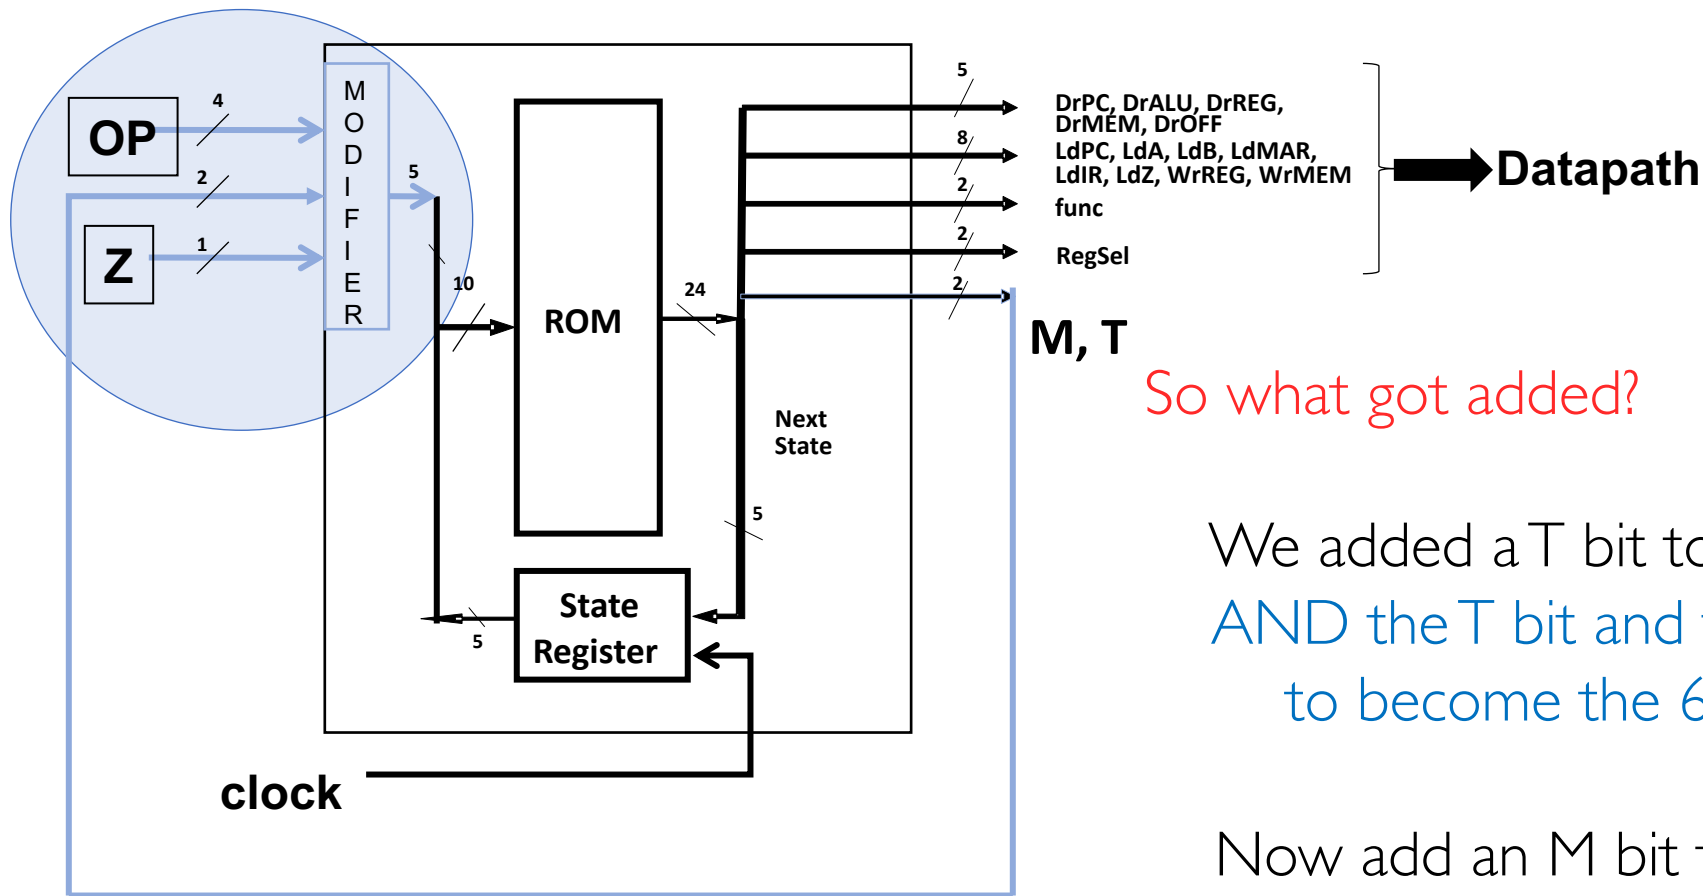 M
O
D
I
F
I
E
R
OP
4
2
Z
1
5
10
ROM
24
5
DrPC, DrALU, DrREG,
DrMEM, DrOFF
8
LdPC, LdA, LdB, LdMAR,
LdIR, LdZ, WrREG, WrMEM
2
func
2
RegSel
2
Datapath
M, T
So what got added?
Next
State
5
State
Register
5
clock
We added a T bit to
AND the T bit and
to become the 6
Now add an M bit